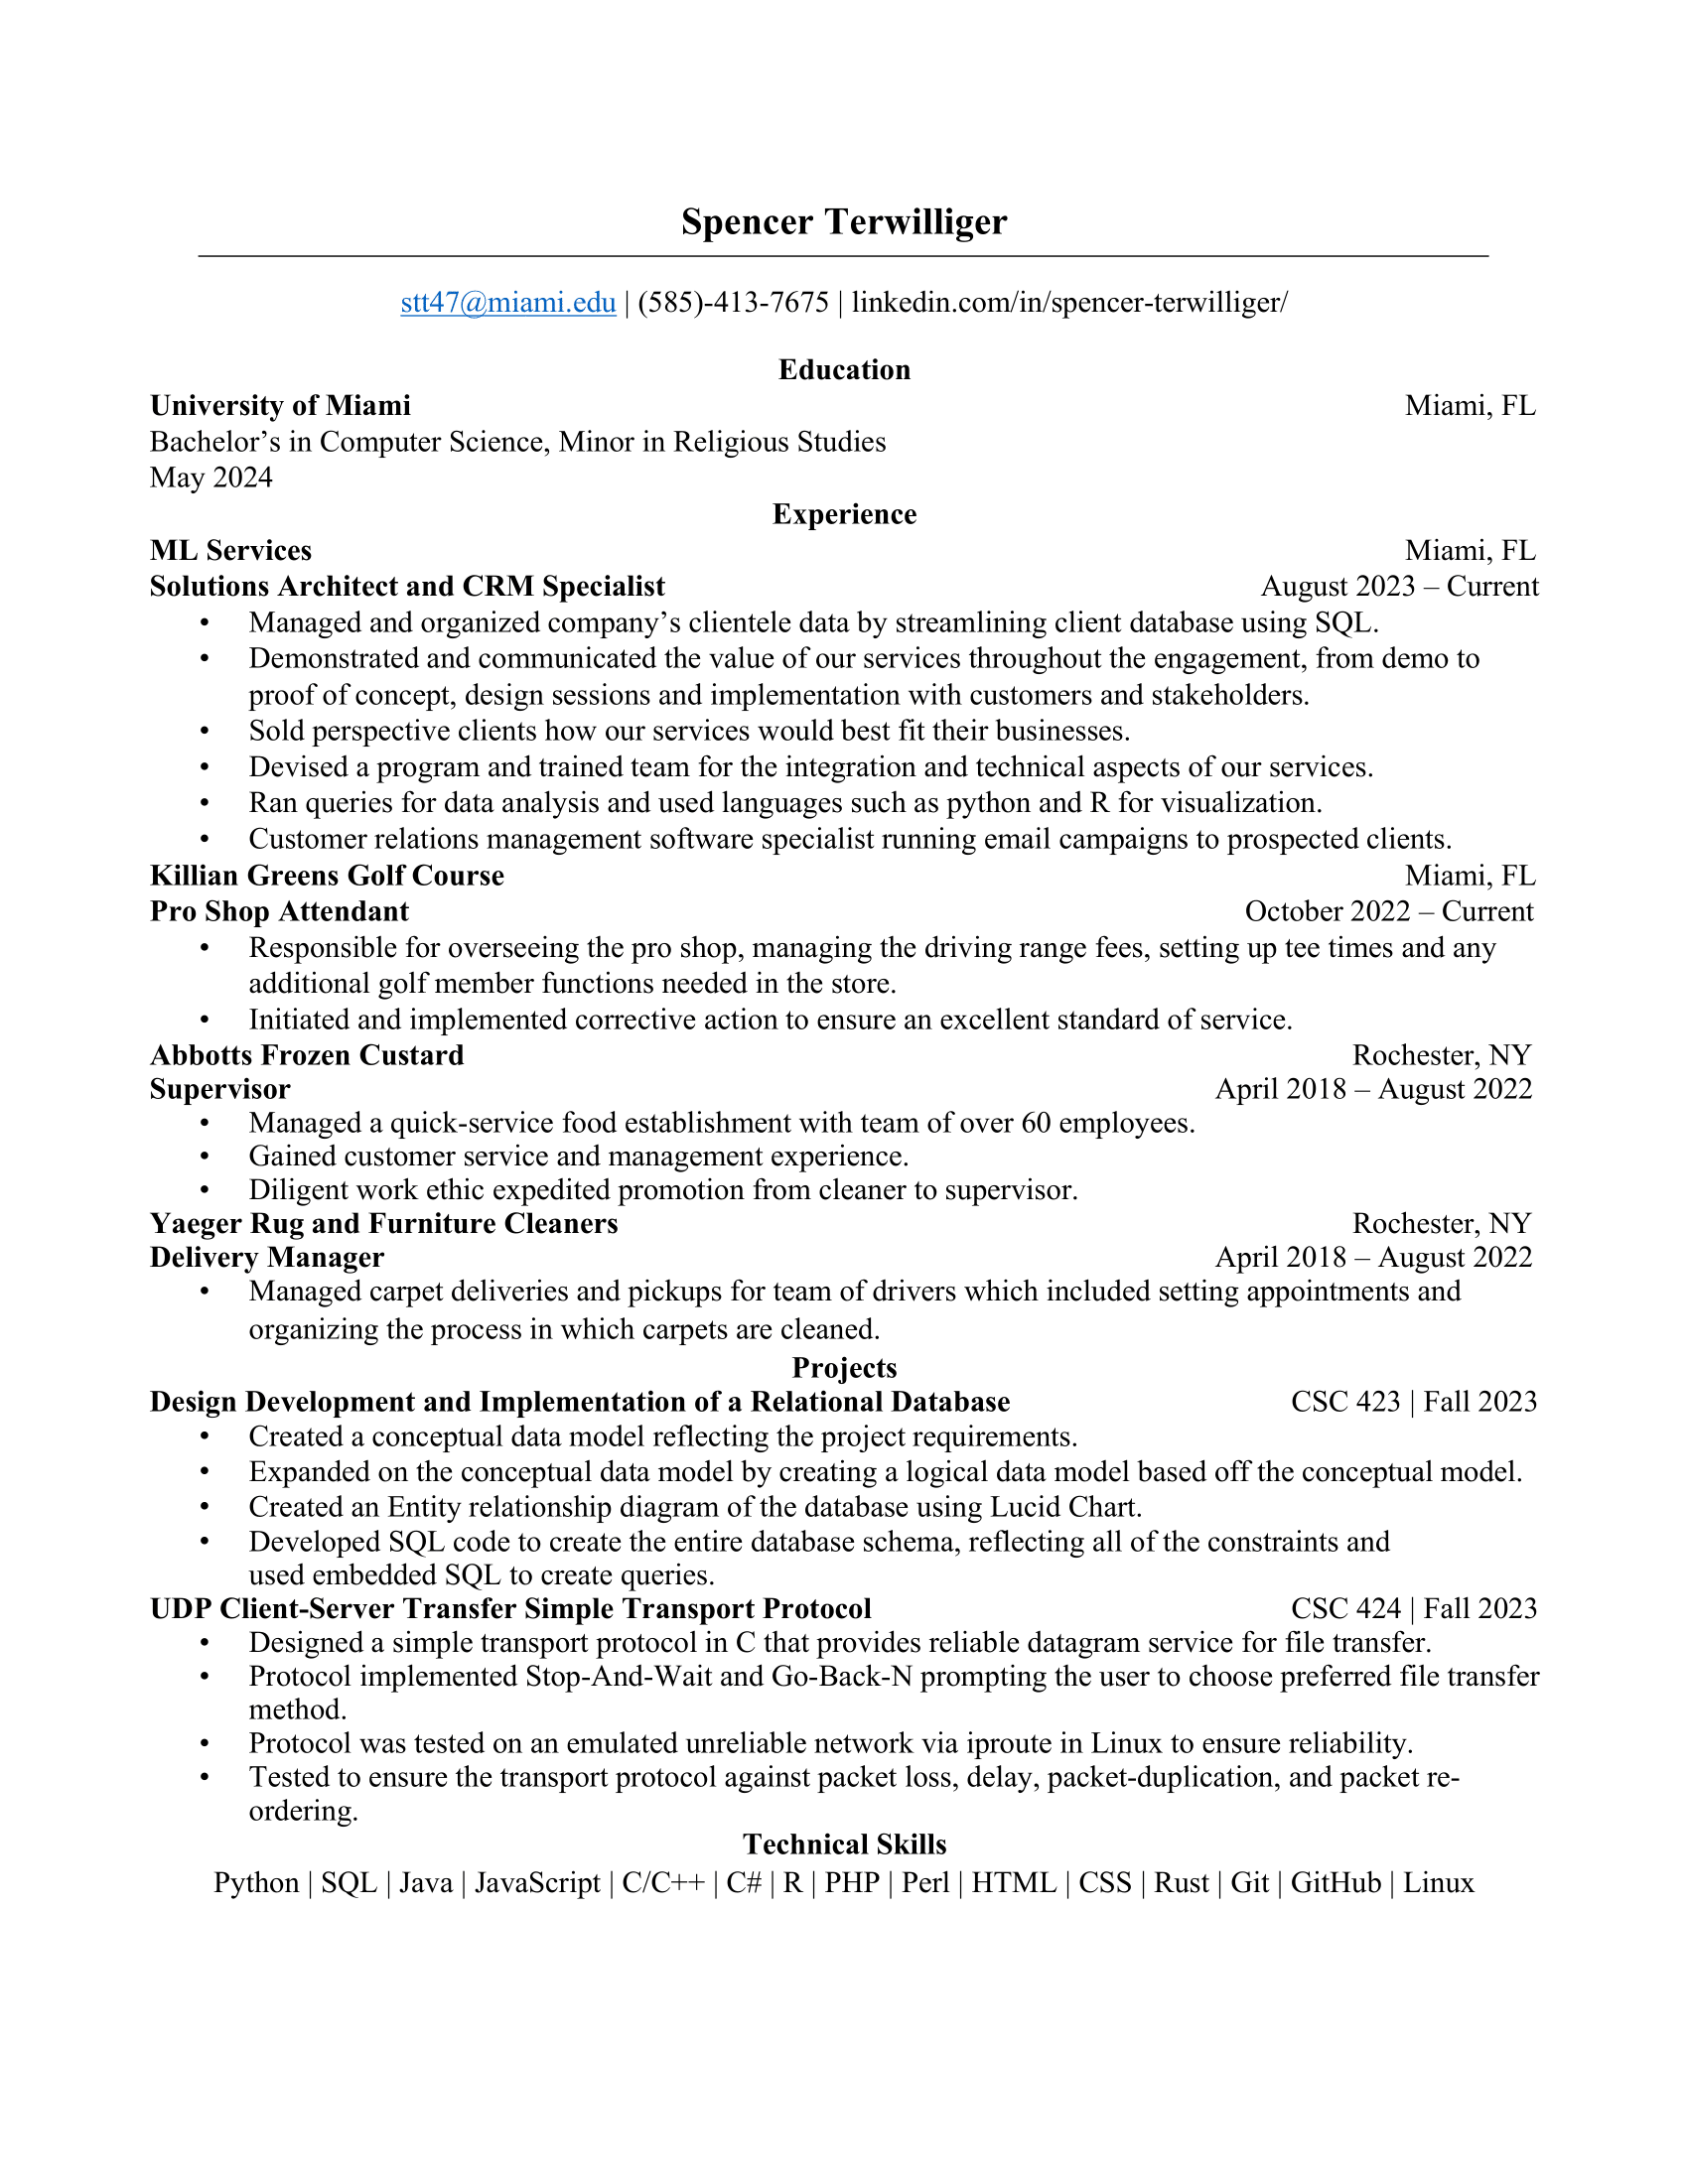 Spencer Terwilliger
stt47@miami.edu | (585)-413-7675 | linkedin.com/in/spencer-terwilliger/
Education
University of Miami Miami, FL
Bachelor’s in Computer Science, Minor in Religious Studies
May 2024
Experience
ML Services Miami, FL
Solutions Architect and CRM Specialist August 2023 – Current
• Managed and organized company’s clientele data by streamlining client database using SQL.
• Demonstrated and communicated the value of our services throughout the engagement, from demo to
proof of concept, design sessions and implementation with customers and stakeholders.
• Sold perspective clients how our services would best fit their businesses.
• Devised a program and trained team for the integration and technical aspects of our services.
• Ran queries for data analysis and used languages such as python and R for visualization.
• Customer relations management software specialist running email campaigns to prospected clients.
Killian Greens Golf Course Miami, FL
Pro Shop Attendant October 2022 – Current
• Responsible for overseeing the pro shop, managing the driving range fees, setting up tee times and any
additional golf member functions needed in the store.
• Initiated and implemented corrective action to ensure an excellent standard of service.
Abbotts Frozen Custard Rochester, NY
Supervisor April 2018 – August 2022
• Managed a quick-service food establishment with team of over 60 employees.
• Gained customer service and management experience.
• Diligent work ethic expedited promotion from cleaner to supervisor.
Yaeger Rug and Furniture Cleaners Rochester, NY
Delivery Manager April 2018 – August 2022
• Managed carpet deliveries and pickups for team of drivers which included setting appointments and
organizing the process in which carpets are cleaned.
Projects
Design Development and Implementation of a Relational Database CSC 423 | Fall 2023
• Created a conceptual data model reflecting the project requirements.
• Expanded on the conceptual data model by creating a logical data model based off the conceptual model.
• Created an Entity relationship diagram of the database using Lucid Chart.
• Developed SQL code to create the entire database schema, reflecting all of the constraints and
used embedded SQL to create queries.
UDP Client-Server Transfer Simple Transport Protocol CSC 424 | Fall 2023
• Designed a simple transport protocol in C that provides reliable datagram service for file transfer.
• Protocol implemented Stop-And-Wait and Go-Back-N prompting the user to choose preferred file transfer
method.
• Protocol was tested on an emulated unreliable network via iproute in Linux to ensure reliability.
• Tested to ensure the transport protocol against packet loss, delay, packet-duplication, and packet re-
ordering.
Technical Skills
Python | SQL | Java | JavaScript | C/C++ | C# | R | PHP | Perl | HTML | CSS | Rust | Git | GitHub | Linux